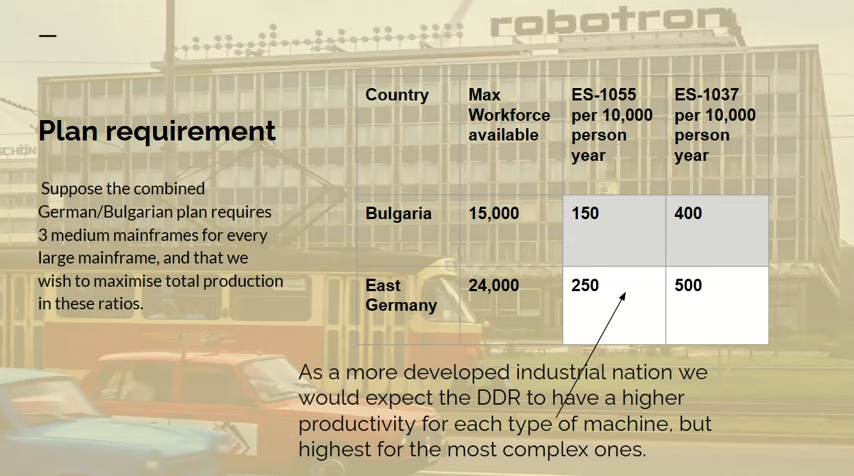 robotron
Plan requirement
Suppose the combined
German/Bulgarian plan requires
3 medium mainframes for every
large mainframe, and that we
wish to maximise total production
in these ratios.
Country Max Workforce available ES-1055 per 10,000 person year ES-1037 per 10,000 person year
Bulgaria 15,000 150 400
East Germany 24,000 250 500
As a more developed industrial nation we
would expect the DDR to have a higher
productivity for each type of machine, but
highest for the most complex ones.